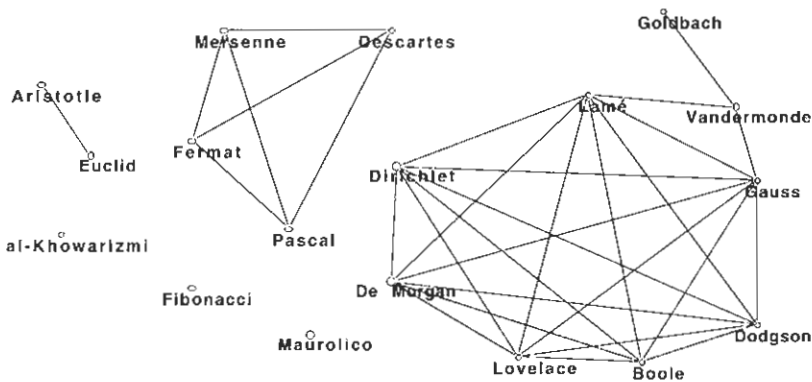 Goldbach
Mersenne
Descartes
Aristotle
Lamé
Vandermonde
Euclid
Fermat
Dirichlet
Gauss
Pascal
al-Khowarizmi
De Morgan
Fibonacci
Dodgson
Maurolico
Lovelace
Boole